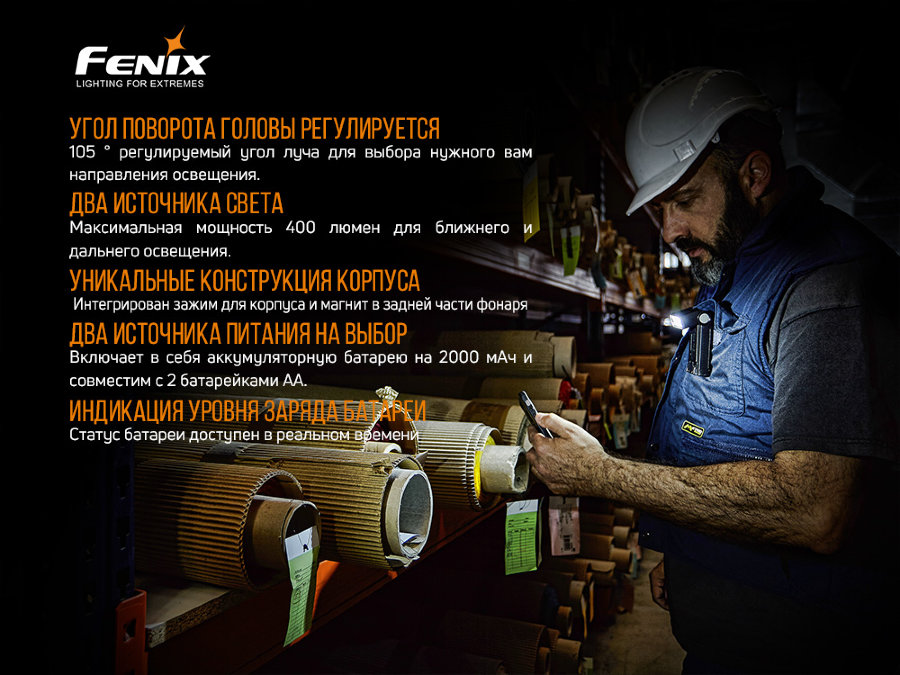 FENIX
LIGHTING FOR EXTREMES
УГОЛ ПОВОРОТА ГОЛОВЫ РЕГУЛИРУЕТСЯ
105 ° регулируемый угол луча для выбора нужного вам
направления освещения.
ДВА ИСТОЧНИКА СВЕТА
Максимальная мощность 400 люмен для ближнего и
дальнего освещения.
УНИКАЛЬНЫЕ КОНСТРУКЦИЯ КОРПУСА
Интегрирован зажим для корпуса и магнит в задней части фонаря
ДВА ИСТОЧНИКА ПИТАНИЯ НА ВЫБОР
Включает в себя аккумуляторную батарею на 2000 мАч и
совместим с 2 батарейками АА.
ИНДИКАЦИЯ УРОВНЯ ЗАРЯДА БАТАРЕИ
Статус батареи доступен в реальном времени